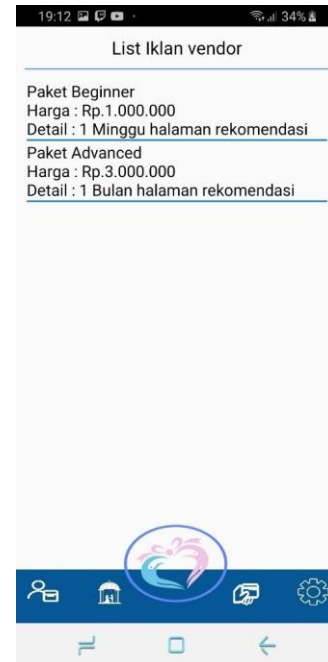 19:12
34%
List Iklan vendor
Paket Beginner
Harga : Rp.1.000.000
Detail : 1 Minggu halaman rekomendasi
Paket Advanced
Harga : Rp.3.000.000
Detail : 1 Bulan halaman rekomendasi